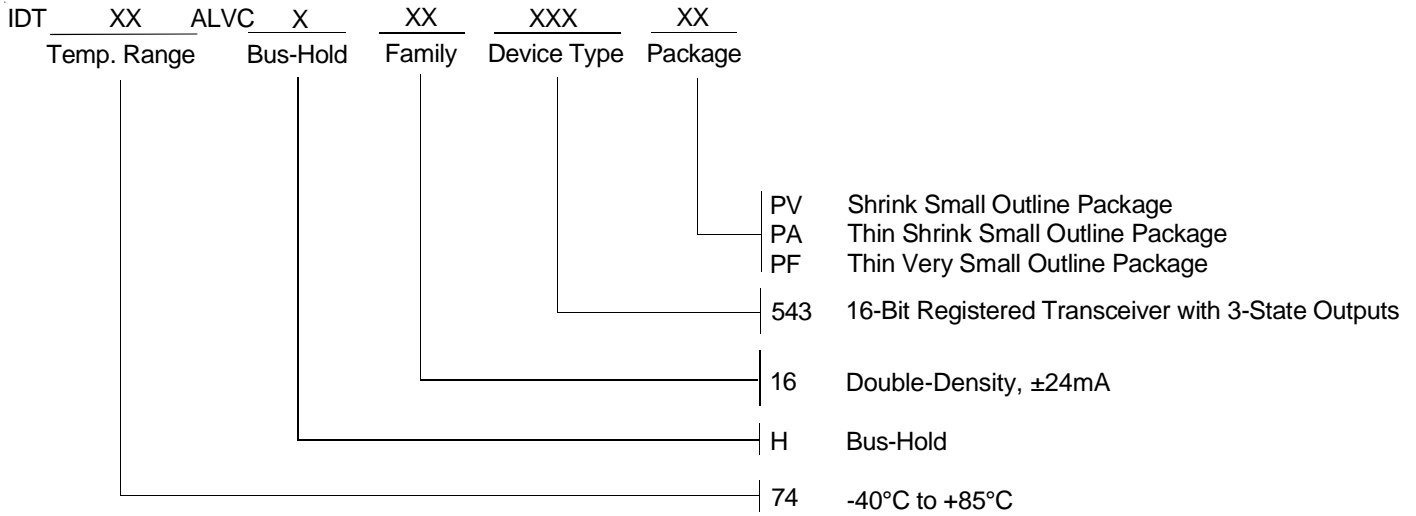 IDT XX ALVC X XX XXX XX
Temp. Range Bus-Hold Family Device Type Package
PV Shrink Small Outline Package
PA Thin Shrink Small Outline Package
PF Thin Very Small Outline Package
543 16-Bit Registered Transceiver with 3-State Outputs
16 Double-Density, ±24mA
H Bus-Hold
74 -40°C to +85°C